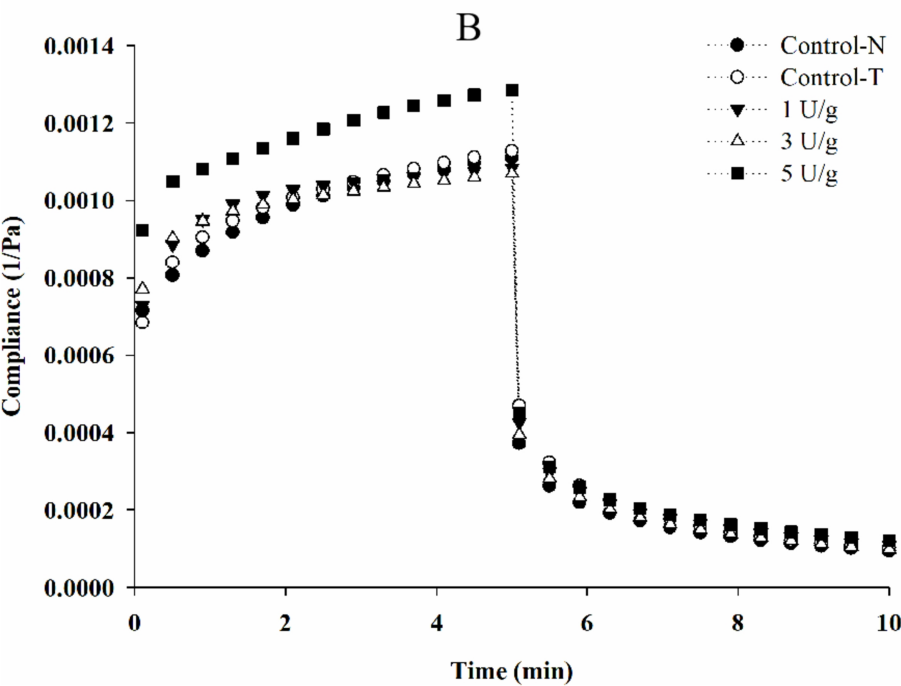 B
0.0014
0.0012
0.0010
0.0008
0.0006
0.0004
0.0002
0.0000
Compliance (1/Pa)
0 2 4 6 8 10
Time (min)
Control-N
Control-T
1 U/g
3 U/g
5 U/g